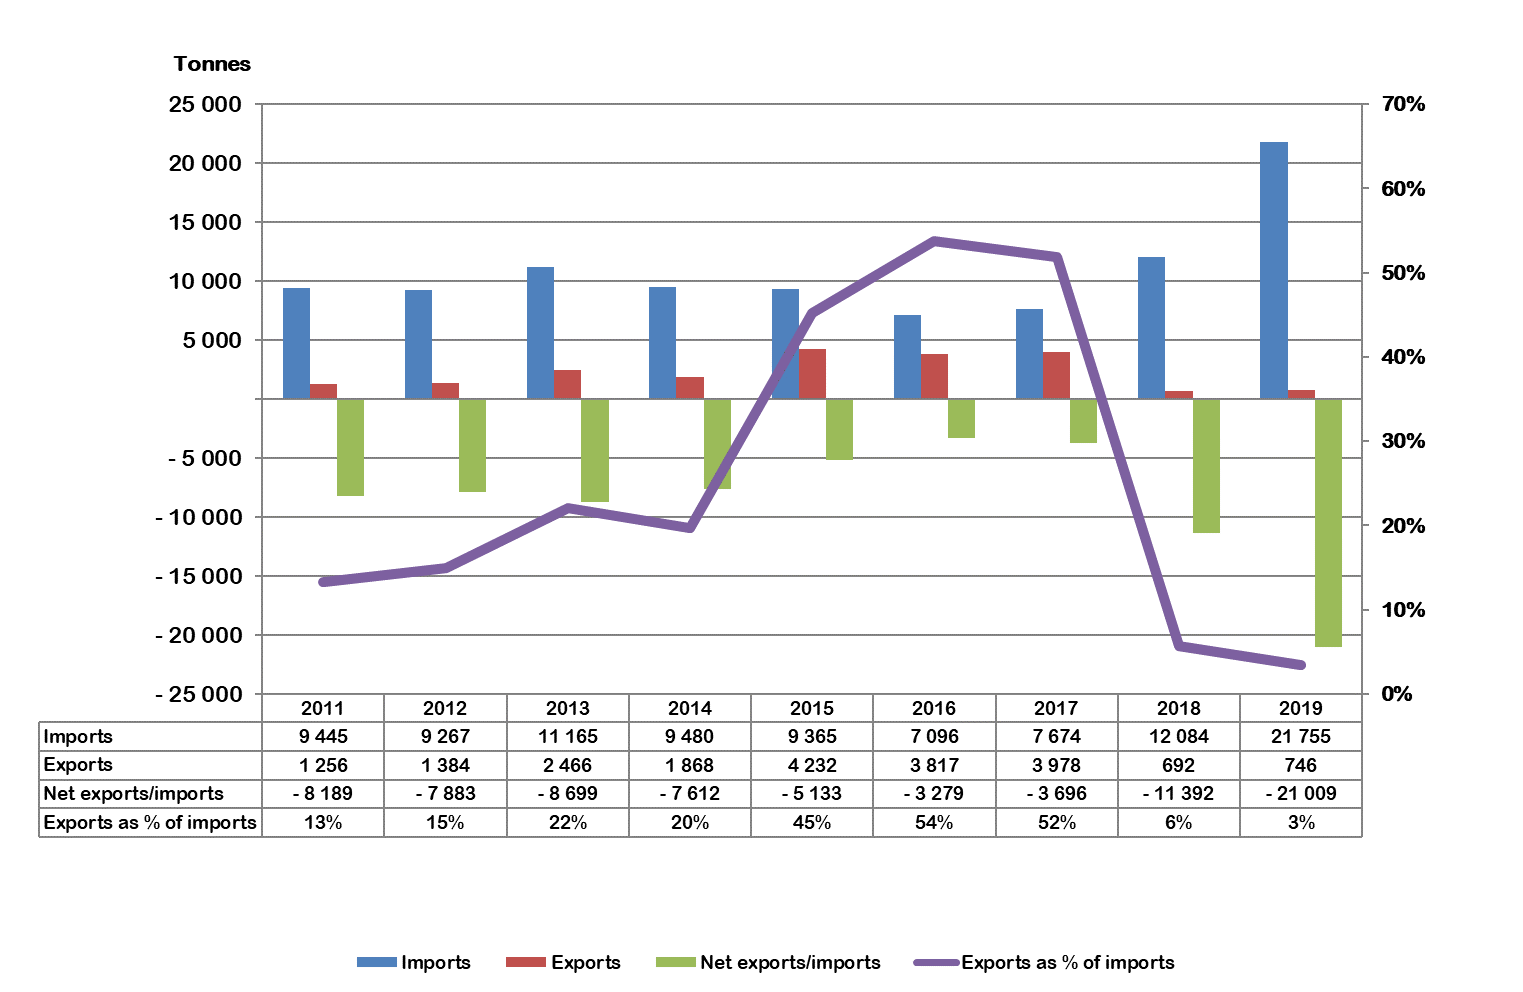 Tonnes
25 000
20 000
15 000
10 000
5 000
- 5 000
- 10 000
- 15 000
- 20 000
- 25 000
70%
60%
50%
40%
30%
20%
10%
0%
2011 2012 2013 2014 2015 2016 2017 2018 2019
Imports 9 445 9 267 11 165 9 480 9 365 7 096 7 674 12 084 21 755
Exports 1 256 1 384 2 466 1 868 4 232 3 817 3 978 692 746
Net exports/imports - 8 189 - 7 883 - 8 699 - 7 612 - 5 133 - 3 279 - 3 696 - 11 392 - 21 009
Exports as % of imports 13% 15% 22% 20% 45% 54% 52% 6% 3%
Imports Exports Net exports/imports Exports as % of imports